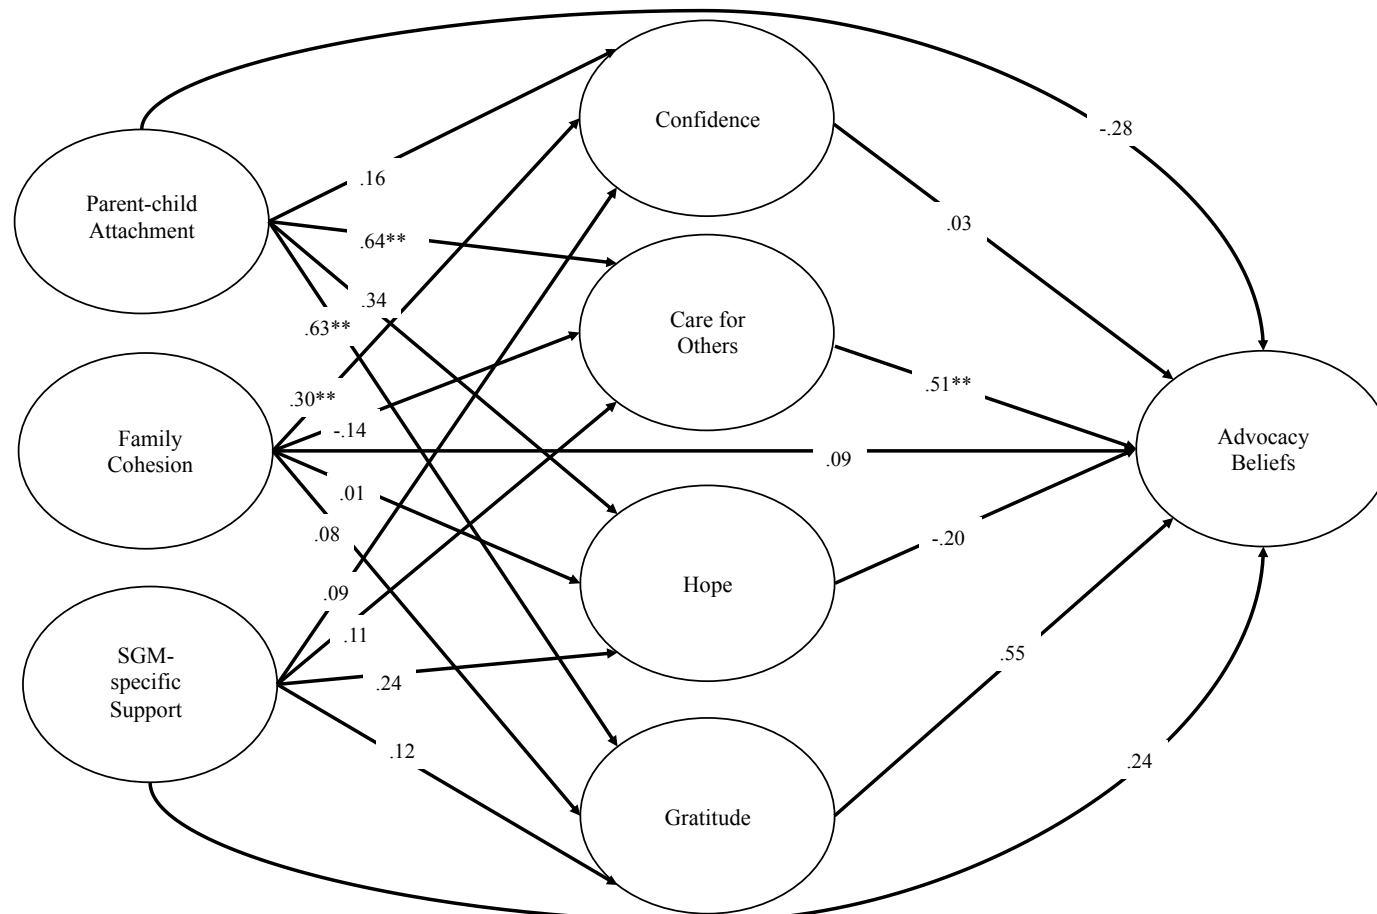 Confidence
-.28
.16
Parent-child
Attachment
.03
.64**
.34
Care for
Others
.63**
.51**
.30**
-.14
Family
Cohesion
.09
Advocacy
Beliefs
.01
.08
-.20
Hope
.09
.11
SGM-
specific
Support
.24
.55
.12
.24
Gratitude